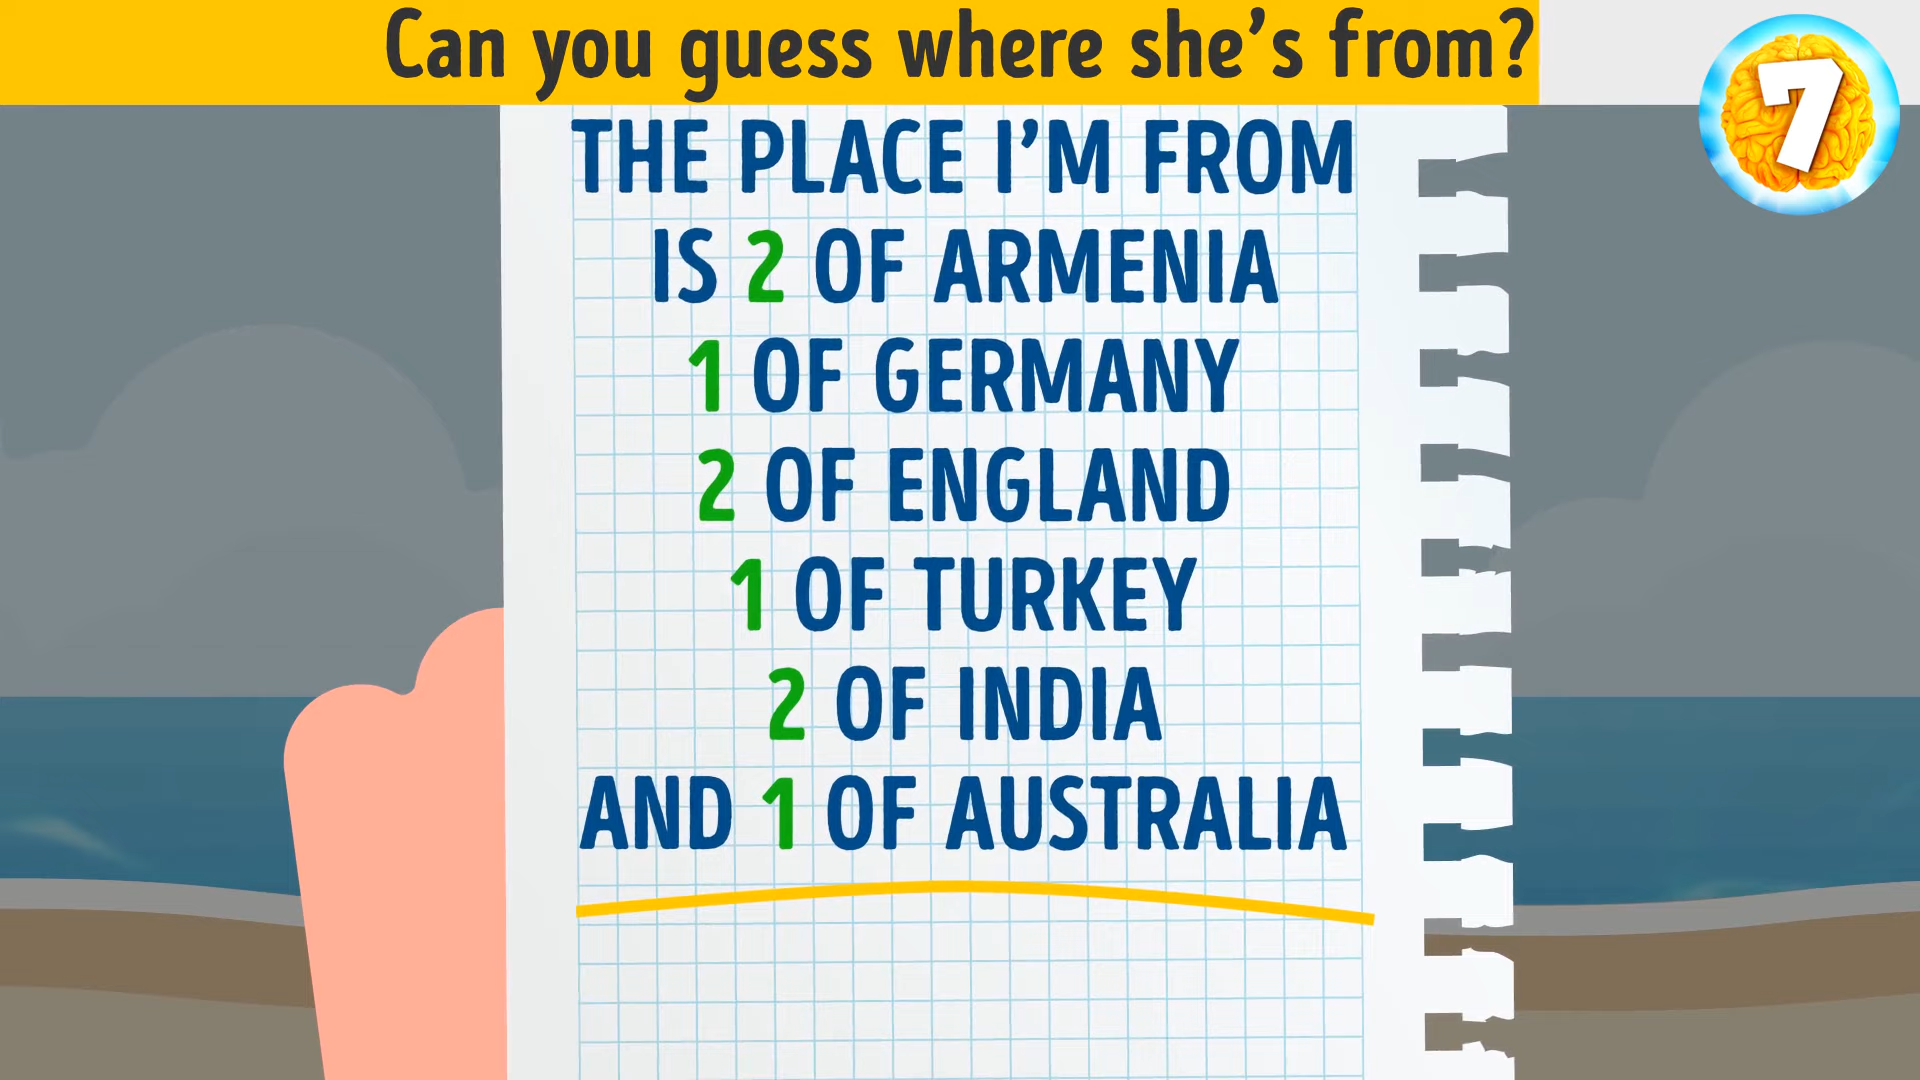 Can you guess where she's from?
7
THE PLACE I'M FROM
IS 2 OF ARMENIA
1 OF GERMANY
2 OF ENGLAND
1 OF TURKEY
2 OF INDIA
AND 1 OF AUSTRALIA